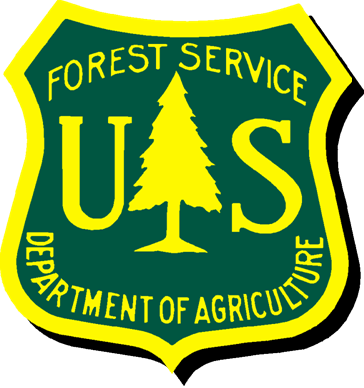 FOREST SERVICE
U S
DEPARTMENT OF AGRICULTURE